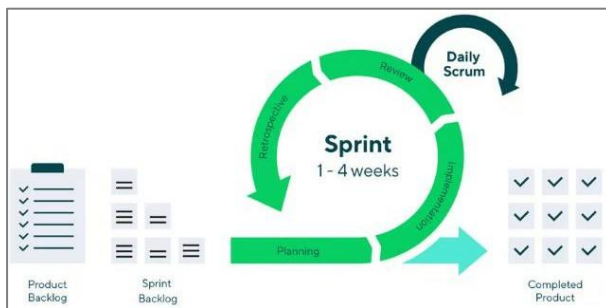 Daily
Scrum
Review
Retrospective
Sprint
1 - 4 weeks
Implementation
Planning
Product
Backlog
Sprint
Backlog
Completed
Product